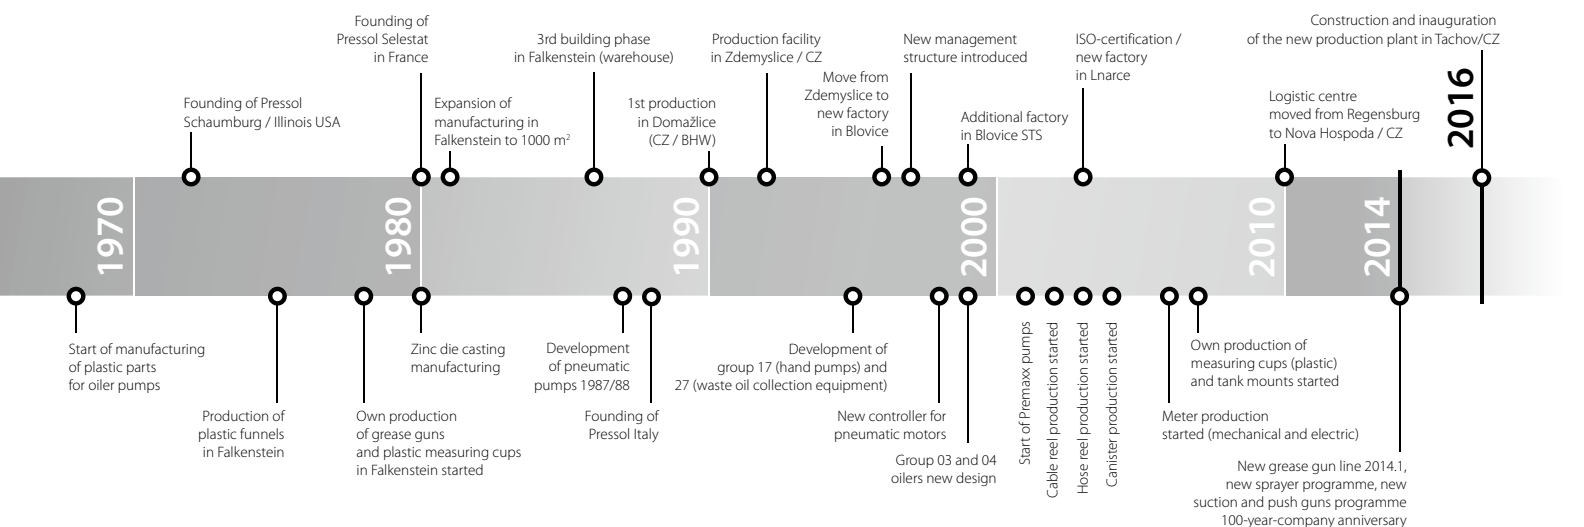 Founding of Pressol
Schaumburg / Illinois USA
Founding of
Pressol Selestat
in France
Expansion of
manufacturing in
Falkenstein to 1000 m²
3rd building phase
in Falkenstein (warehouse)
1st production
in Domažlice
(CZ / BHW)
Production facility
in Zdemyslice / CZ
Move from
Zdemyslice to
new factory
in Blovice
New management
structure introduced
Additional factory
in Blovice STS
ISO-certification /
new factory
in Lnarce
Logistic centre
moved from Regensburg
to Nova Hospoda / CZ
Construction and inauguration
of the new production plant in Tachov/CZ
2016
1970
1980
1990
2000
2010
2014
Start of manufacturing
of plastic parts
for oiler pumps
Production of
plastic funnels
in Falkenstein
Own production
of grease guns
and plastic measuring cups
in Falkenstein started
Zinc die casting
manufacturing
Development
of pneumatic
pumps 1987/88
Founding of
Pressol Italy
Development of
group 17 (hand pumps) and
27 (waste oil collection equipment)
New controller for
pneumatic motors
Group 03 and 04
oilers new design
Start of Premaxx pumps
Cable reel production started
Hose reel production started
Canister production started
Meter production
started (mechanical and electric)
Own production of
measuring cups (plastic)
and tank mounts started
New grease gun line 2014.1,
new sprayer programme, new
suction and push guns programme
100-year-company anniversary